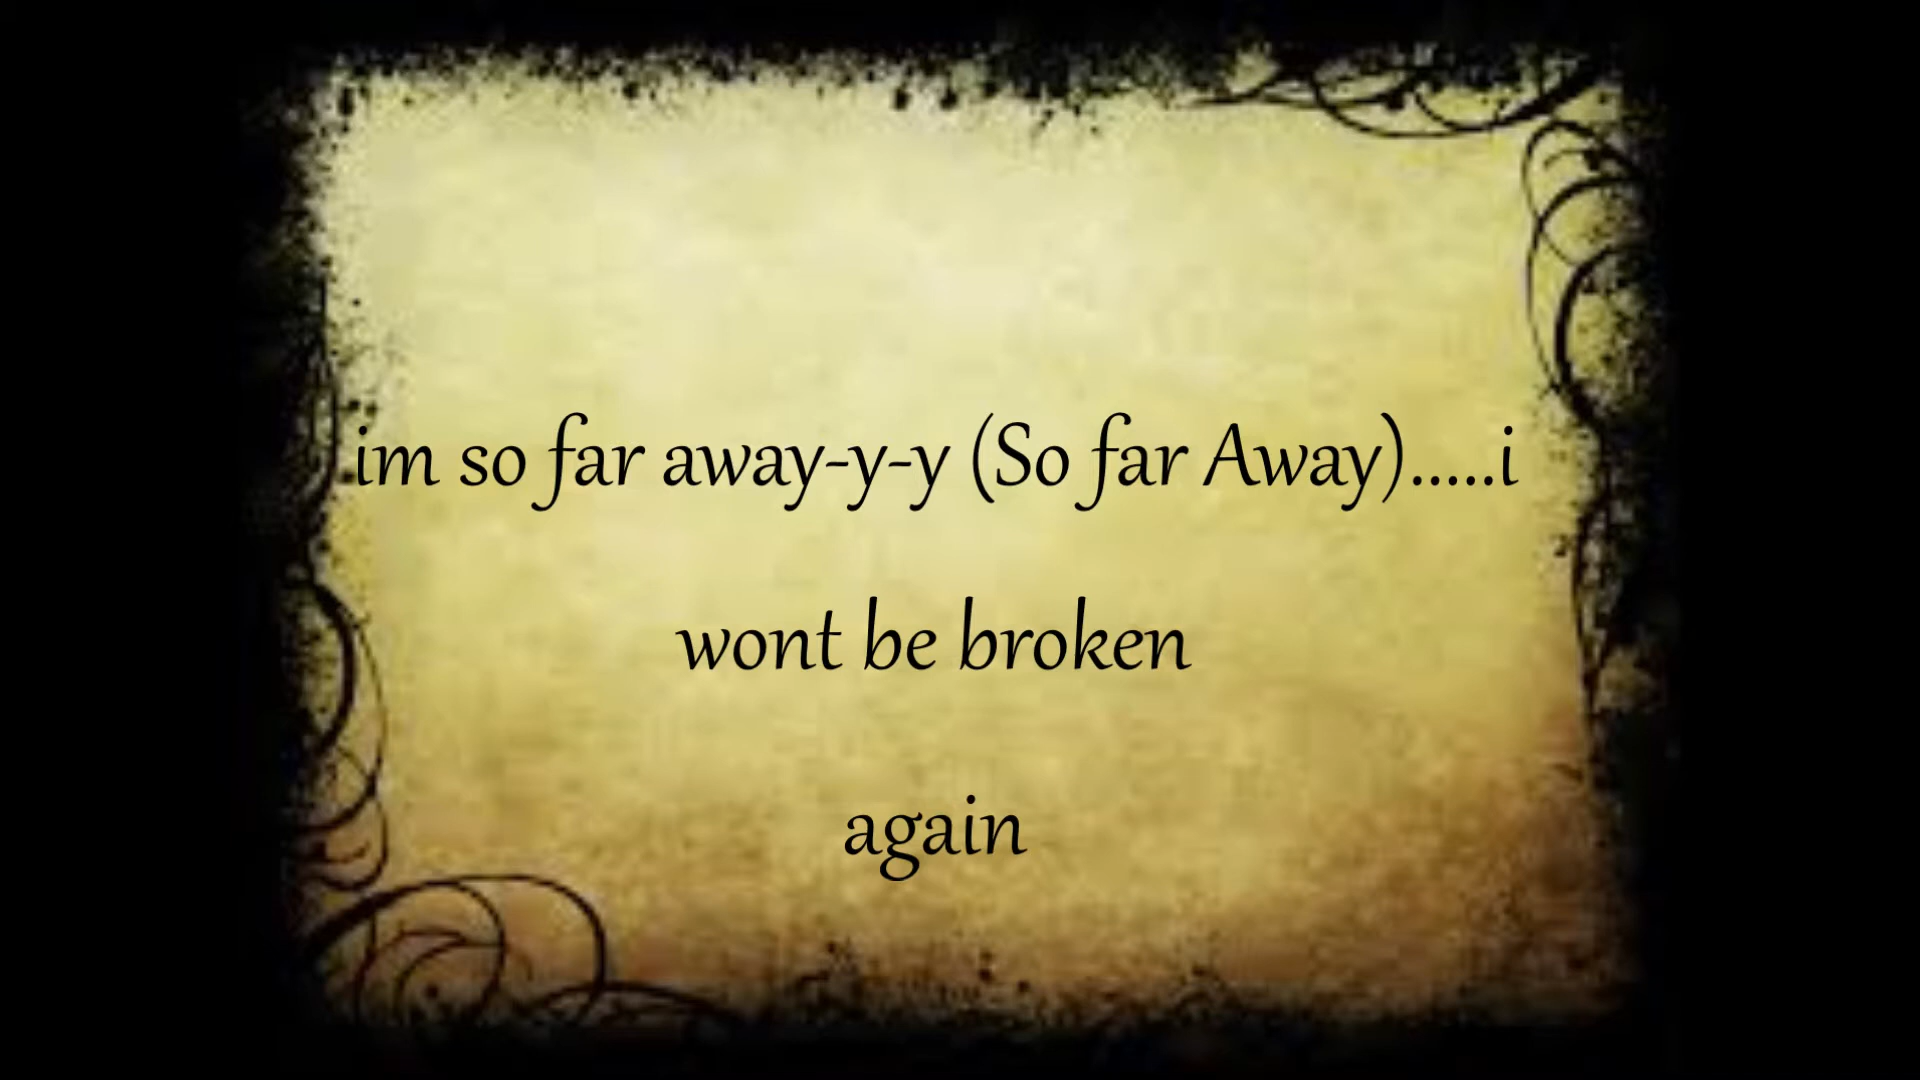 im so far away-y-y (So far Away).....i
wont be broken
again